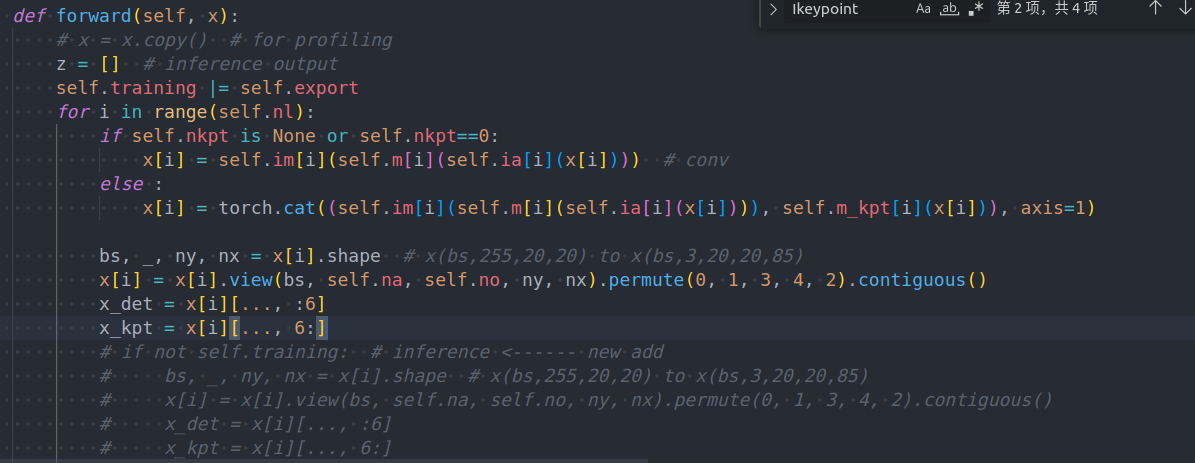 def forward(self, x):
Ikeypoint
Aa ab .*
第 2 项，共 4 项
# x = x.copy()  # for profiling
z = []  # inference output
self.training |= self.export
for i in range(self.nl):
if self.nkpt is None or self.nkpt==0:
x[i] = self.im[i](self.m[i](self.ia[i](x[i])))  # conv
else :
x[i] = torch.cat((self.im[i](self.m[i](self.ia[i](x[i]))), self.m_kpt[i](x[i])), axis=1)
bs, _, ny, nx = x[i].shape  # x(bs,255,20,20) to x(bs,3,20,20,85)
x[i] = x[i].view(bs, self.na, self.no, ny, nx).permute(0, 1, 3, 4, 2).contiguous()
x_det = x[i][..., :6]
x_kpt = x[i][..., 6:]
# if not self.training:  # inference <------ new add
#     bs, _, ny, nx = x[i].shape  # x(bs,255,20,20) to x(bs,3,20,20,85)
#     x[i] = x[i].view(bs, self.na, self.no, ny, nx).permute(0, 1, 3, 4, 2).contiguous()
#     x_det = x[i][..., :6]
#     x_kpt = x[i][..., 6:]